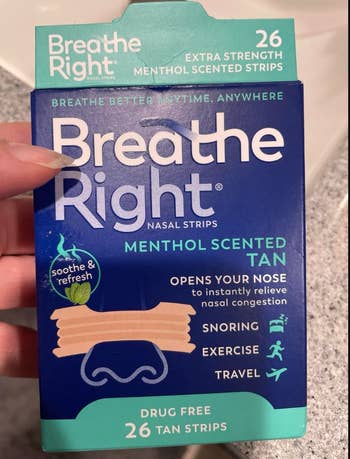 Breathe
Right
NASAL STRIPS
26
EXTRA STRENGTH
MENTHOL SCENTED STRIPS
BREATHE BETTER ANYTIME, ANYWHERE
Breathe
Right®
NASAL STRIPS
MENTHOL SCENTED
TAN
soothe &
refresh
OPENS YOUR NOSE
to instantly relieve
nasal congestion
SNORING
EXERCISE
TRAVEL
DRUG FREE
26 TAN STRIPS